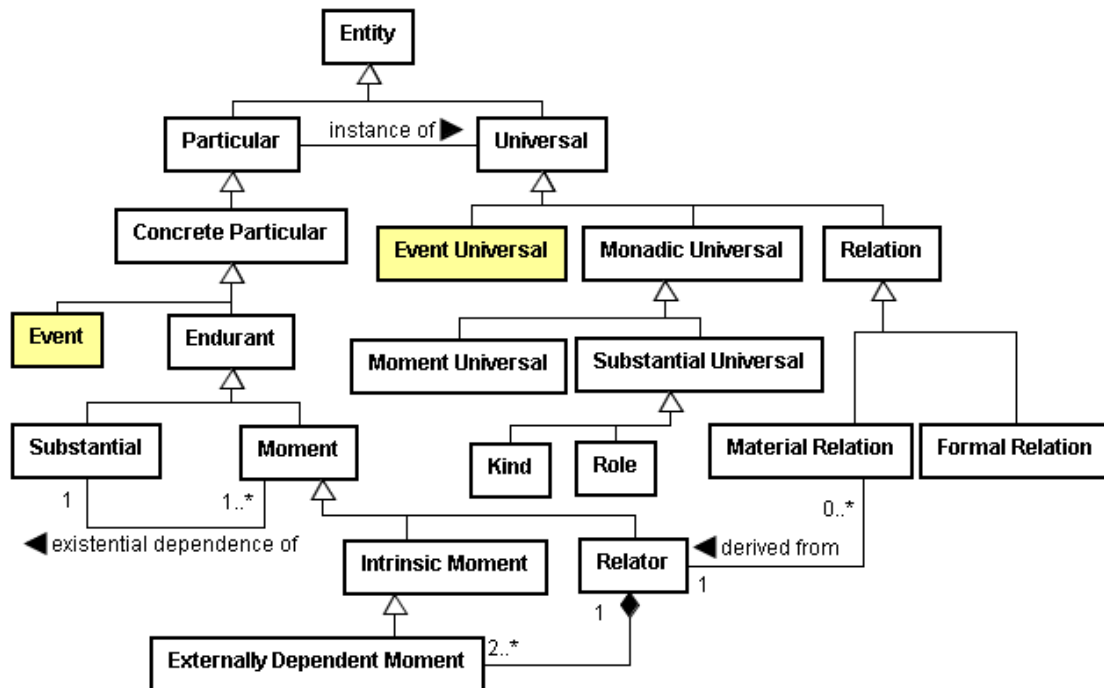 Entity
Particular
instance of ▶
Universal
Concrete Particular
Event Universal
Monadic Universal
Relation
Event
Endurant
Moment Universal
Substantial Universal
Substantial
Moment
Kind
Role
Material Relation
Formal Relation
1
1..*
0..*
◀ existential dependence of
Intrinsic Moment
Relator
◀ derived from
1
1
2..*
Externally Dependent Moment